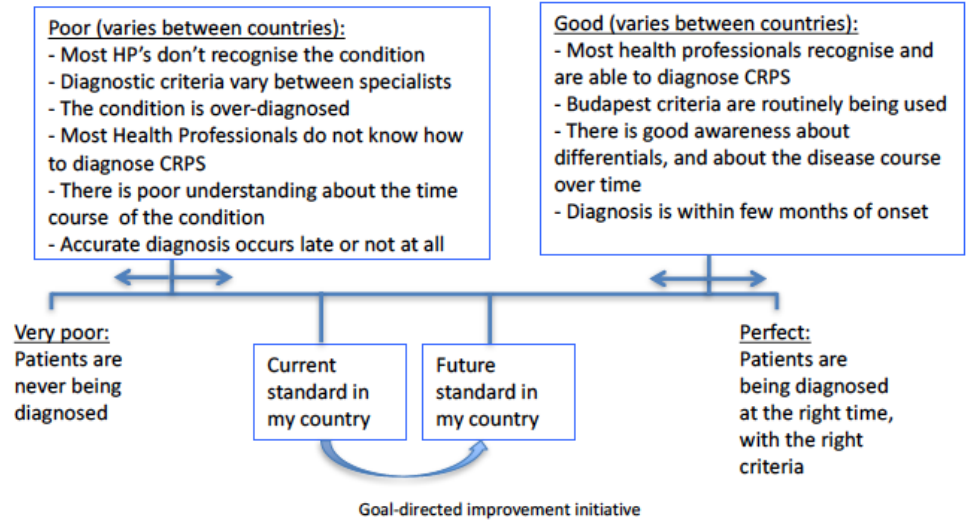 Poor (varies between countries):
- Most HP’s don’t recognise the condition
- Diagnostic criteria vary between specialists
- The condition is over-diagnosed
- Most Health Professionals do not know how
to diagnose CRPS
- There is poor understanding about the time
course of the condition
- Accurate diagnosis occurs late or not at all
Good (varies between countries):
- Most health professionals recognise and
are able to diagnose CRPS
- Budapest criteria are routinely being used
- There is good awareness about
differentials, and about the disease course
over time
- Diagnosis is within few months of onset
Very poor:
Patients are
never being
diagnosed
Current
standard in
my country
Future
standard in
my country
Perfect:
Patients are
being diagnosed
at the right time,
with the right
criteria
Goal-directed improvement initiative